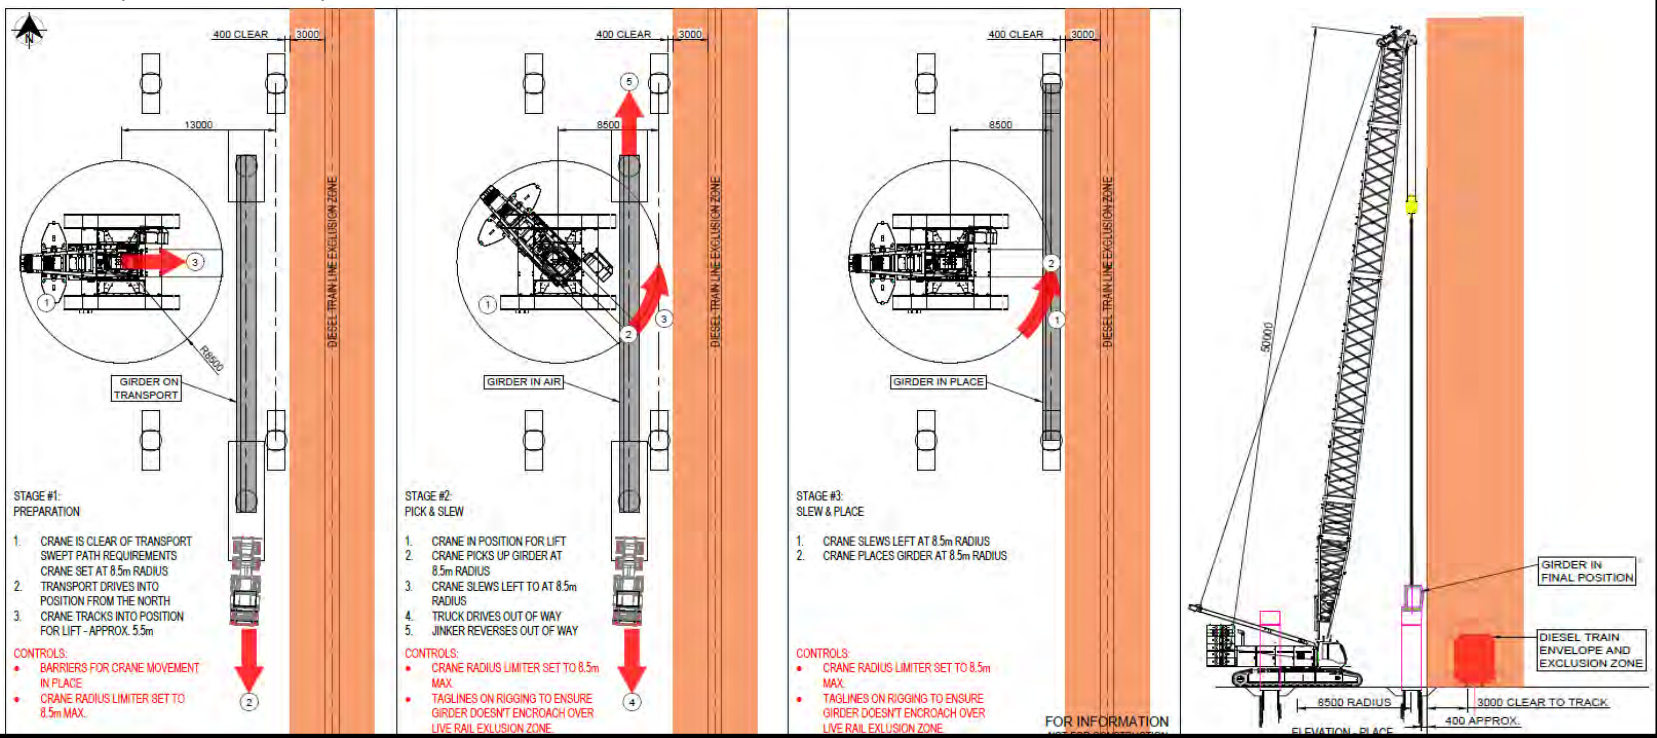 N
400 CLEAR
3000
13000
DIESEL TRAIN LINE EXCLUSION ZONE
3
1
R8500
GIRDER ON
TRANSPORT
STAGE #1:
PREPARATION
1. CRANE IS CLEAR OF TRANSPORT
SWEPT PATH REQUIREMENTS
CRANE SET AT 8.5m RADIUS
2. TRANSPORT DRIVES INTO
POSITION FROM THE NORTH
3. CRANE TRACKS INTO POSITION
FOR LIFT - APPROX. 5.5m
CONTROLS:
• BARRIERS FOR CRANE MOVEMENT
IN PLACE
• CRANE RADIUS LIMITER SET TO
8.5m MAX.
2
400 CLEAR
3000
5
8500
DIESEL TRAIN LINE EXCLUSION ZONE
1
3
2
GIRDER IN AIR
STAGE #2:
PICK & SLEW
1. CRANE IN POSITION FOR LIFT
2. CRANE PICKS UP GIRDER AT
8.5m RADIUS
3. CRANE SLEWS LEFT TO AT 8.5m
RADIUS
4. TRUCK DRIVES OUT OF WAY
5. JINKER REVERSES OUT OF WAY
CONTROLS:
• CRANE RADIUS LIMITER SET TO 8.5m
MAX.
• TAGLINES ON RIGGING TO ENSURE
GIRDER DOESN'T ENCROACH OVER
LIVE RAIL EXLUSION ZONE.
4
400 CLEAR
3000
8500
DIESEL TRAIN LINE EXCLUSION ZONE
2
1
GIRDER IN PLACE
STAGE #3:
SLEW & PLACE
1. CRANE SLEWS LEFT AT 8.5m RADIUS
2. CRANE PLACES GIRDER AT 8.5m RADIUS
CONTROLS:
• CRANE RADIUS LIMITER SET TO 8.5m
MAX.
• TAGLINES ON RIGGING TO ENSURE
GIRDER DOESN'T ENCROACH OVER
LIVE RAIL EXLUSION ZONE.
FOR INFORMATION
NOT FOR CONSTRUCTION
50000
GIRDER IN
FINAL POSITION
DIESEL TRAIN
ENVELOPE AND
EXCLUSION ZONE
8500 RADIUS
3000 CLEAR TO TRACK
400 APPROX.
ELEVATION - PLACE